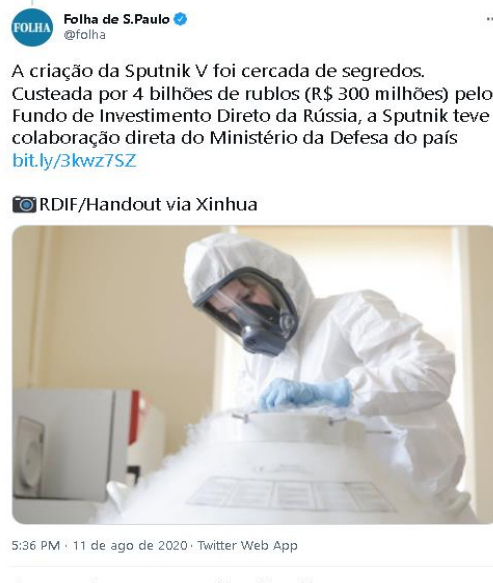 FOLHA
Folha de S.Paulo
@folha
A criação da Sputnik V foi cercada de segredos.
Custeada por 4 bilhões de rublos (R$ 300 milhões) pelo
Fundo de Investimento Direto da Rússia, a Sputnik teve
colaboração direta do Ministério da Defesa do país
bit.ly/3kwz7SZ
📷RDIF/Handout via Xinhua
5:36 PM · 11 de ago de 2020 · Twitter Web App